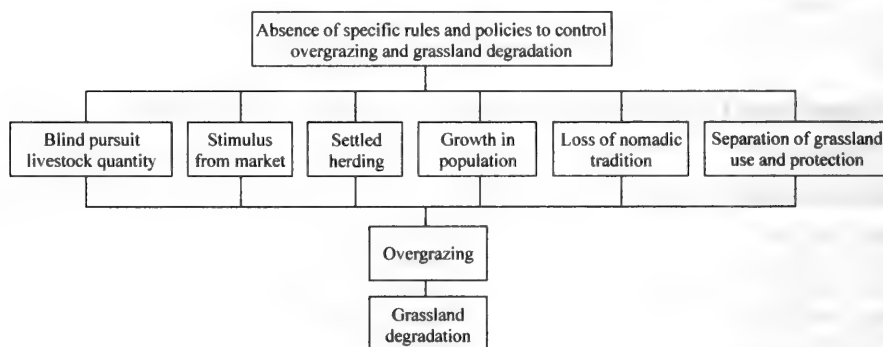 Absence of specific rules and policies to control
overgrazing and grassland degradation
Blind pursuit
livestock quantity
Stimulus
from market
Settled
herding
Growth in
population
Loss of nomadic
tradition
Separation of grassland
use and protection
Overgrazing
Grassland
degradation